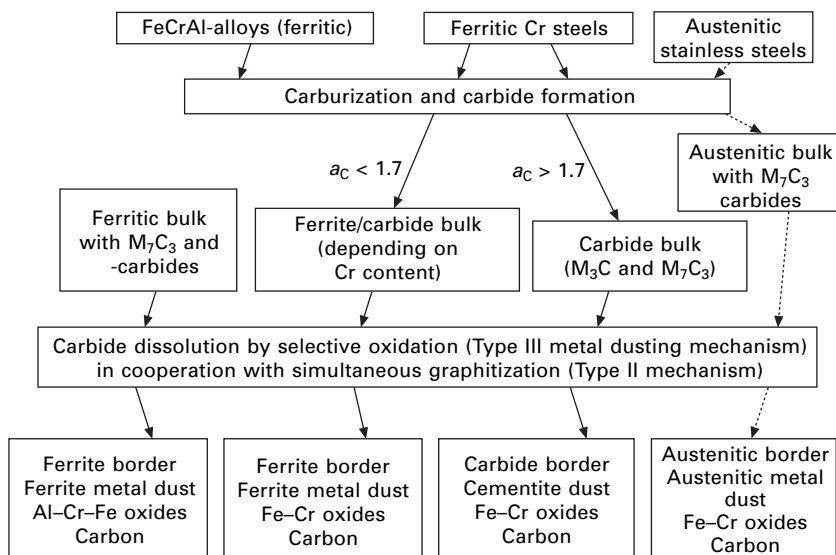 FeCrAl-alloys (ferritic)
Ferritic Cr steels
Austenitic
stainless steels
Carburization and carbide formation
a_C < 1.7
a_C > 1.7
Austenitic bulk
with M₇C₃
carbides
Ferritic bulk
with M₇C₃ and
-carbides
Ferrite/carbide bulk
(depending on
Cr content)
Carbide bulk
(M₃C and M₇C₃)
Carbide dissolution by selective oxidation (Type III metal dusting mechanism)
in cooperation with simultaneous graphitization (Type II mechanism)
Ferrite border
Ferrite metal dust
Al–Cr–Fe oxides
Carbon
Ferrite border
Ferrite metal dust
Fe–Cr oxides
Carbon
Carbide border
Cementite dust
Fe–Cr oxides
Carbon
Austenitic border
Austenitic metal
dust
Fe–Cr oxides
Carbon